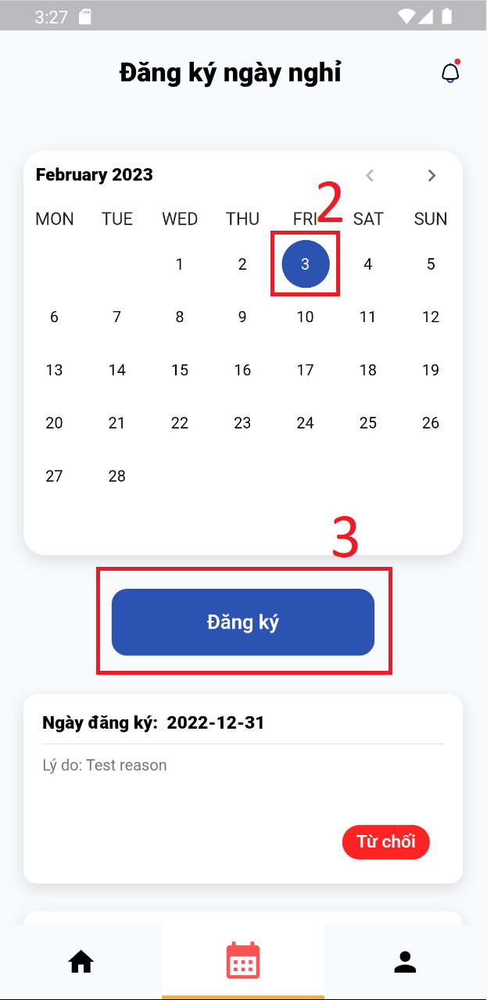 3:27
Đăng ký ngày nghỉ
February 2023
2
MON TUE WED THU FRI SAT SUN
1 2 3 4 5
6 7 8 9 10 11 12
13 14 15 16 17 18 19
20 21 22 23 24 25 26
27 28
3
Đăng ký
Ngày đăng ký: 2022-12-31
Lý do: Test reason
Từ chối